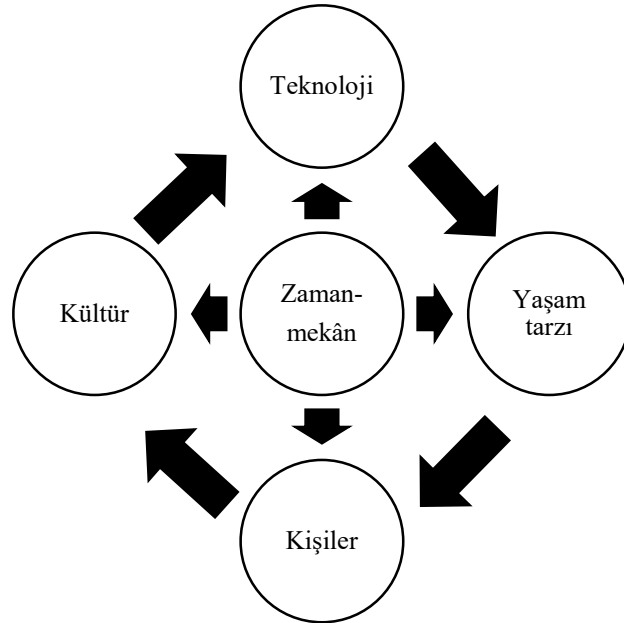 Teknoloji
Kültür
Zaman-
mekân
Yaşam
tarzı
Kişiler